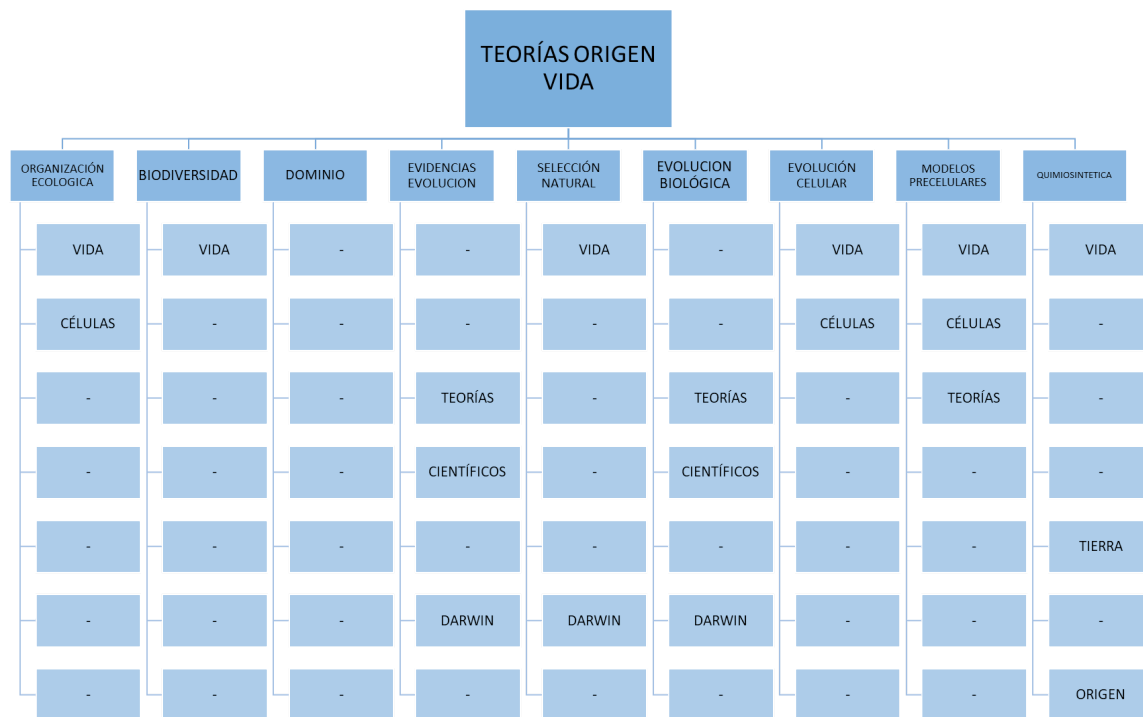 TEORÍAS ORIGEN
VIDA
ORGANIZACIÓN
ECOLOGICA
BIODIVERSIDAD
DOMINIO
EVIDENCIAS
EVOLUCION
SELECCIÓN
NATURAL
EVOLUCION
BIOLÓGICA
EVOLUCIÓN
CELULAR
MODELOS
PRECELULARES
QUIMIOSINTETICA
VIDA
VIDA
-
-
VIDA
-
VIDA
VIDA
VIDA
CÉLULAS
-
-
-
-
-
CÉLULAS
CÉLULAS
-
-
-
-
TEORÍAS
-
TEORÍAS
-
TEORÍAS
-
-
-
-
CIENTÍFICOS
-
CIENTÍFICOS
-
-
-
-
-
-
-
-
-
-
-
TIERRA
-
-
-
DARWIN
DARWIN
DARWIN
-
-
-
-
-
-
-
-
-
-
-
ORIGEN